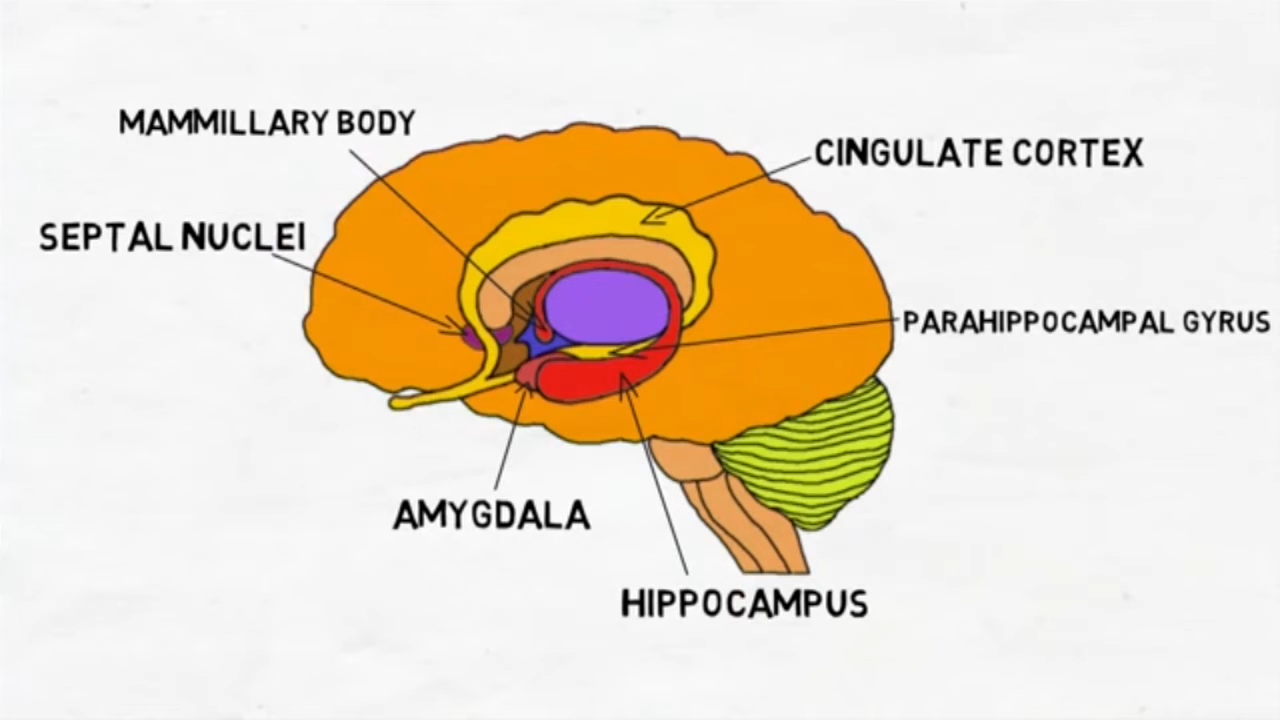 MAMMILLARY BODY
CINGULATE CORTEX
SEPTAL NUCLEI
PARAHIPPOCAMPAL GYRUS
AMYGDALA
HIPPOCAMPUS